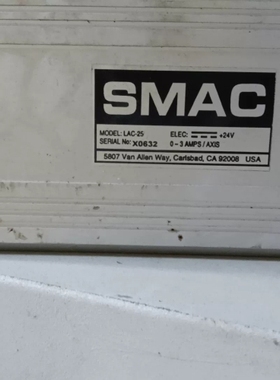 SMAC
MODEL: LAC-25 ELEC: +24V
SERIAL No: X0632 0-3 AMPS/AXIS
5807 Van Allen Way, Carlsbad, CA 92008 USA